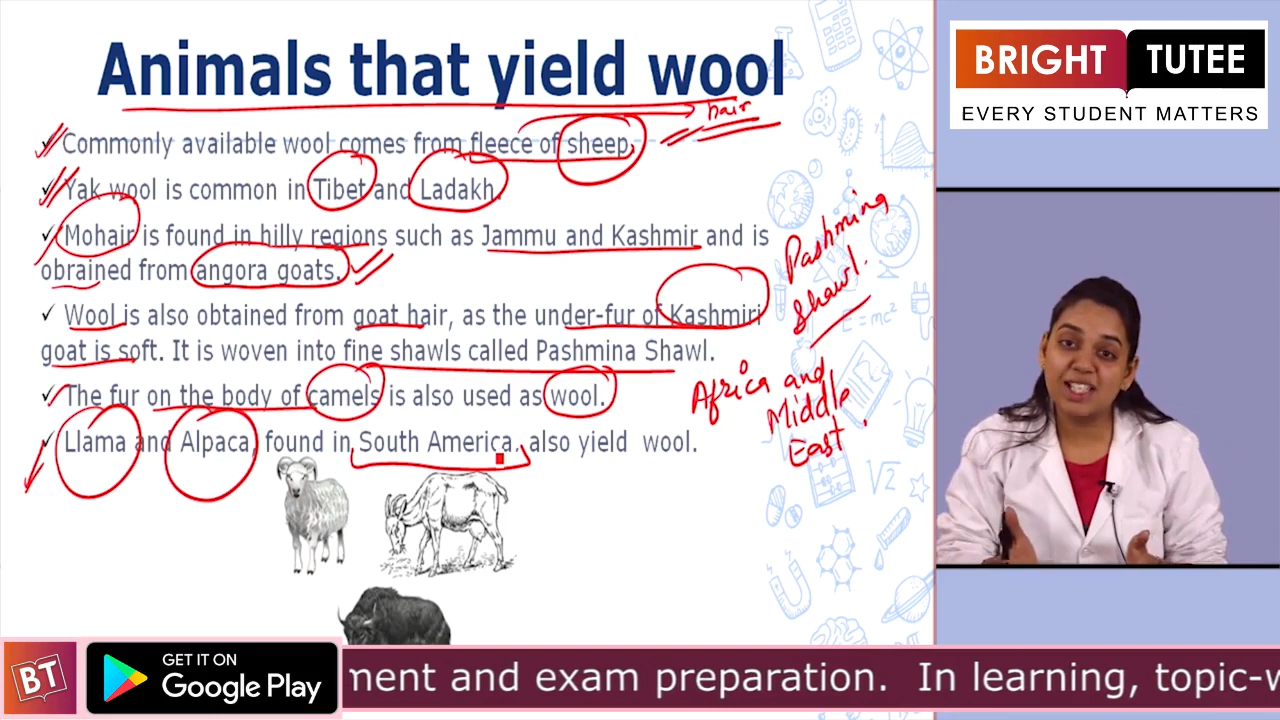 Animals that yield wool
hair
✓ Commonly available wool comes from fleece of sheep.
✓ Yak wool is common in Tibet and Ladakh.
✓ Mohair is found in hilly regions such as Jammu and Kashmir and is
obrained from angora goats.
✓ Wool is also obtained from goat hair, as the under-fur of Kashmiri
goat is soft. It is woven into fine shawls called Pashmina Shawl.
✓ The fur on the body of camels is also used as wool.
✓ Llama and Alpaca, found in South America, also yield wool.
Pashmina
Shawl.
Africa and
Middle
East.
E=mc²
√2
BRIGHT TUTEE
EVERY STUDENT MATTERS
BT
GET IT ON
Google Play
ment and exam preparation. In learning, topic-w